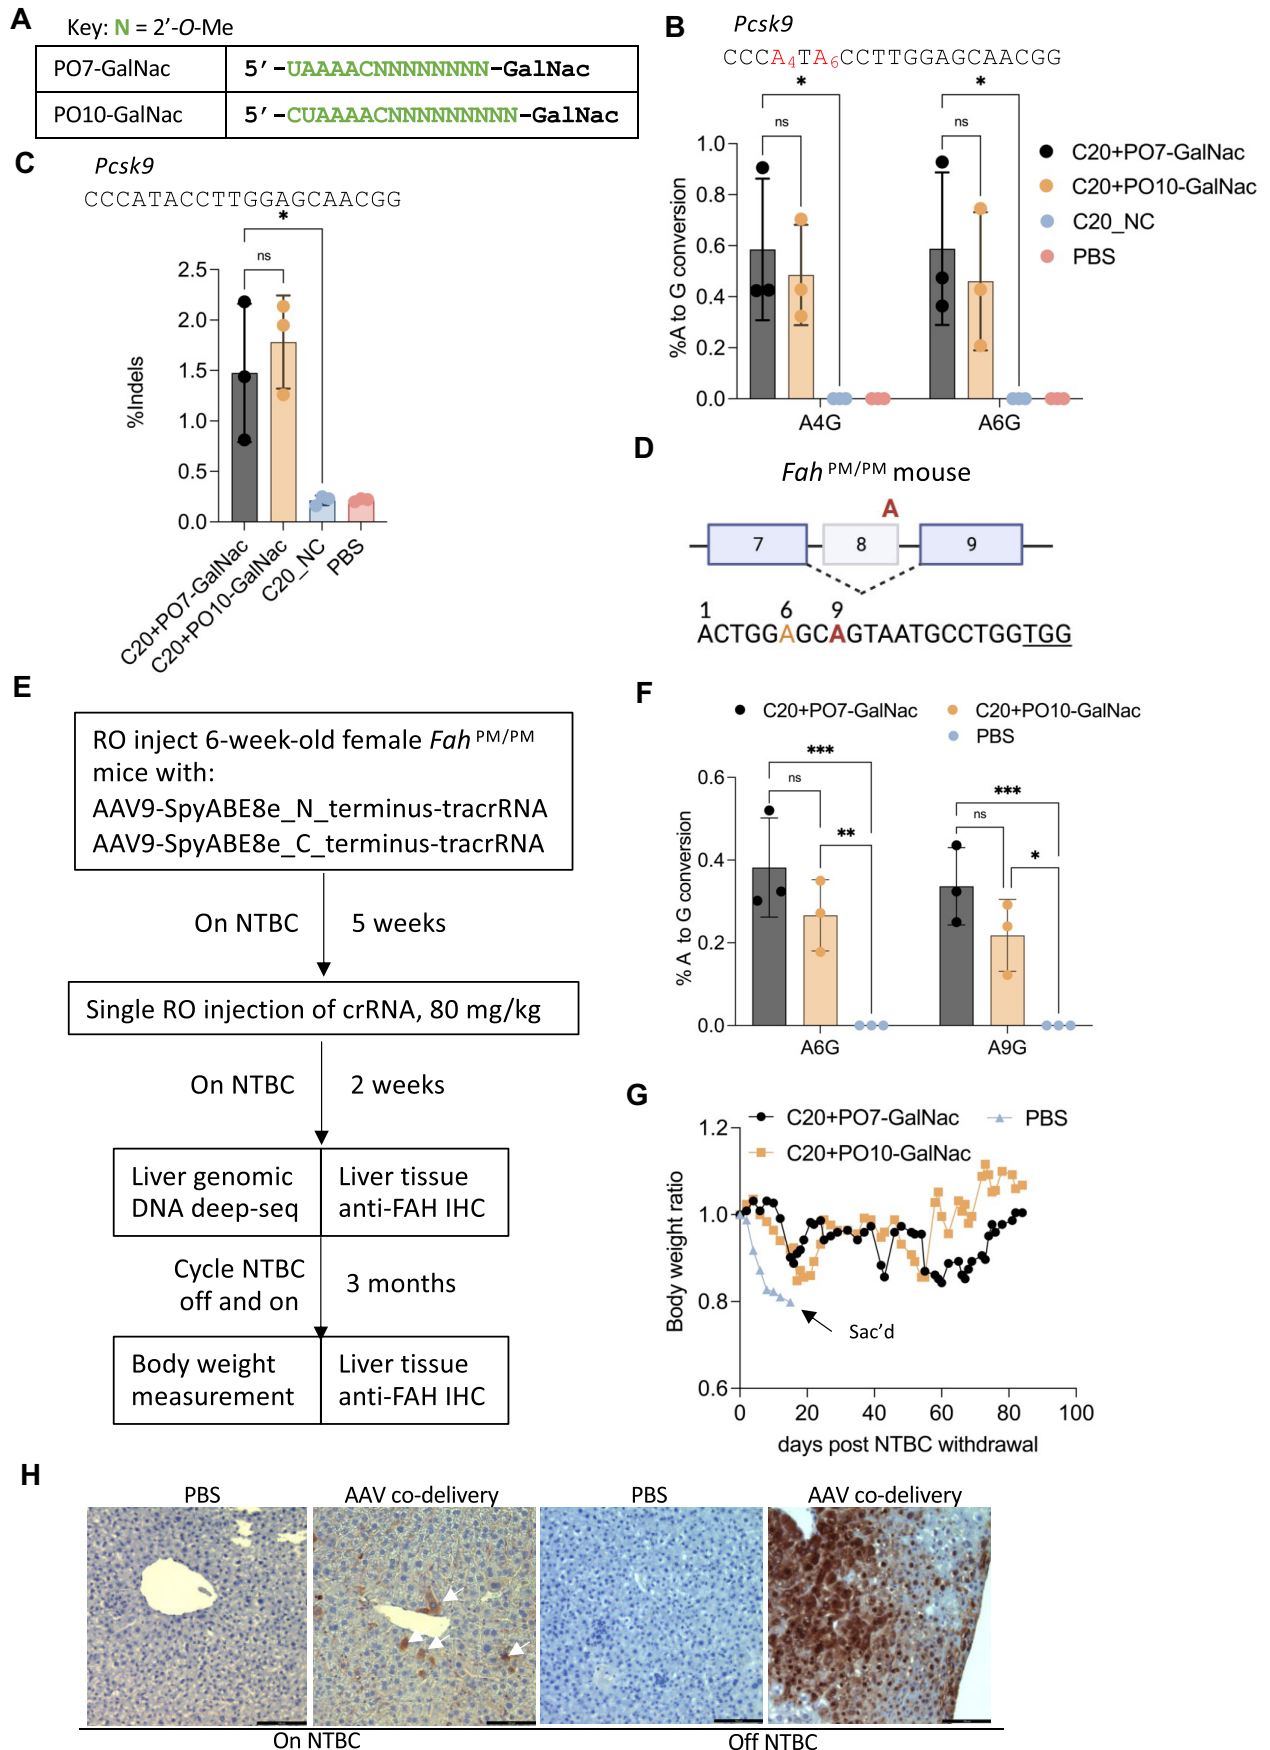 A
Key: N = 2’-O-Me
PO7-GalNac
5’-UAAAACNNNNNNNN-GalNac
PO10-GalNac
5’-CUAAAACNNNNNNNNN-GalNac
B
Pcsk9
CCCA4TA6CCTTGGAGCAACGG
*
*
ns
ns
%A to G conversion
1.0
0.8
0.6
0.4
0.2
0.0
A4G
A6G
C20+PO7-GalNac
C20+PO10-GalNac
C20_NC
PBS
C
Pcsk9
CCCATACCTTGGAGCAACGG
*
ns
%Indels
2.5
2.0
1.5
1.0
0.5
0.0
C20+PO7-GalNac
C20+PO10-GalNac
C20_NC
PBS
D
Fah PM/PM mouse
A
7
8
9
1
6
9
ACTGGAGCAGTAATGCCTGGTGG
E
RO inject 6-week-old female Fah PM/PM
mice with:
AAV9-SpyABE8e_N_terminus-tracrRNA
AAV9-SpyABE8e_C_terminus-tracrRNA
On NTBC
5 weeks
Single RO injection of crRNA, 80 mg/kg
On NTBC
2 weeks
Liver genomic
DNA deep-seq
Liver tissue
anti-FAH IHC
Cycle NTBC
off and on
3 months
Body weight
measurement
Liver tissue
anti-FAH IHC
F
C20+PO7-GalNac
C20+PO10-GalNac
PBS
***
ns
**
***
ns
*
% A to G conversion
0.6
0.4
0.2
0.0
A6G
A9G
G
C20+PO7-GalNac
PBS
C20+PO10-GalNac
Body weight ratio
1.2
1.0
0.8
0.6
Sac’d
0
20
40
60
80
100
days post NTBC withdrawal
H
PBS
AAV co-delivery
PBS
AAV co-delivery
On NTBC
Off NTBC